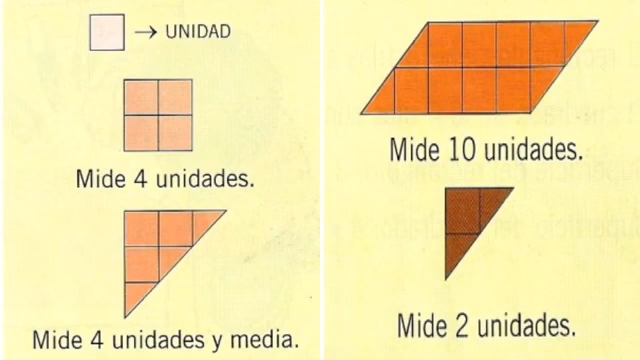 → UNIDAD
Mide 4 unidades.
Mide 4 unidades y media.
Mide 10 unidades.
Mide 2 unidades.